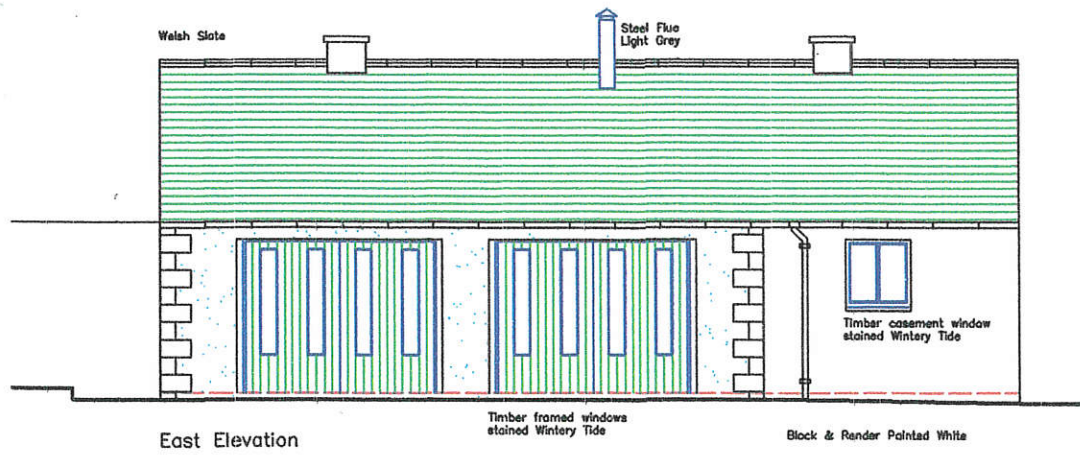 Welsh Slate
Steel Flue
Light Grey
Timber casement window
stained Wintery Tide
Timber framed windows
stained Wintery Tide
East Elevation
Block & Render Painted White